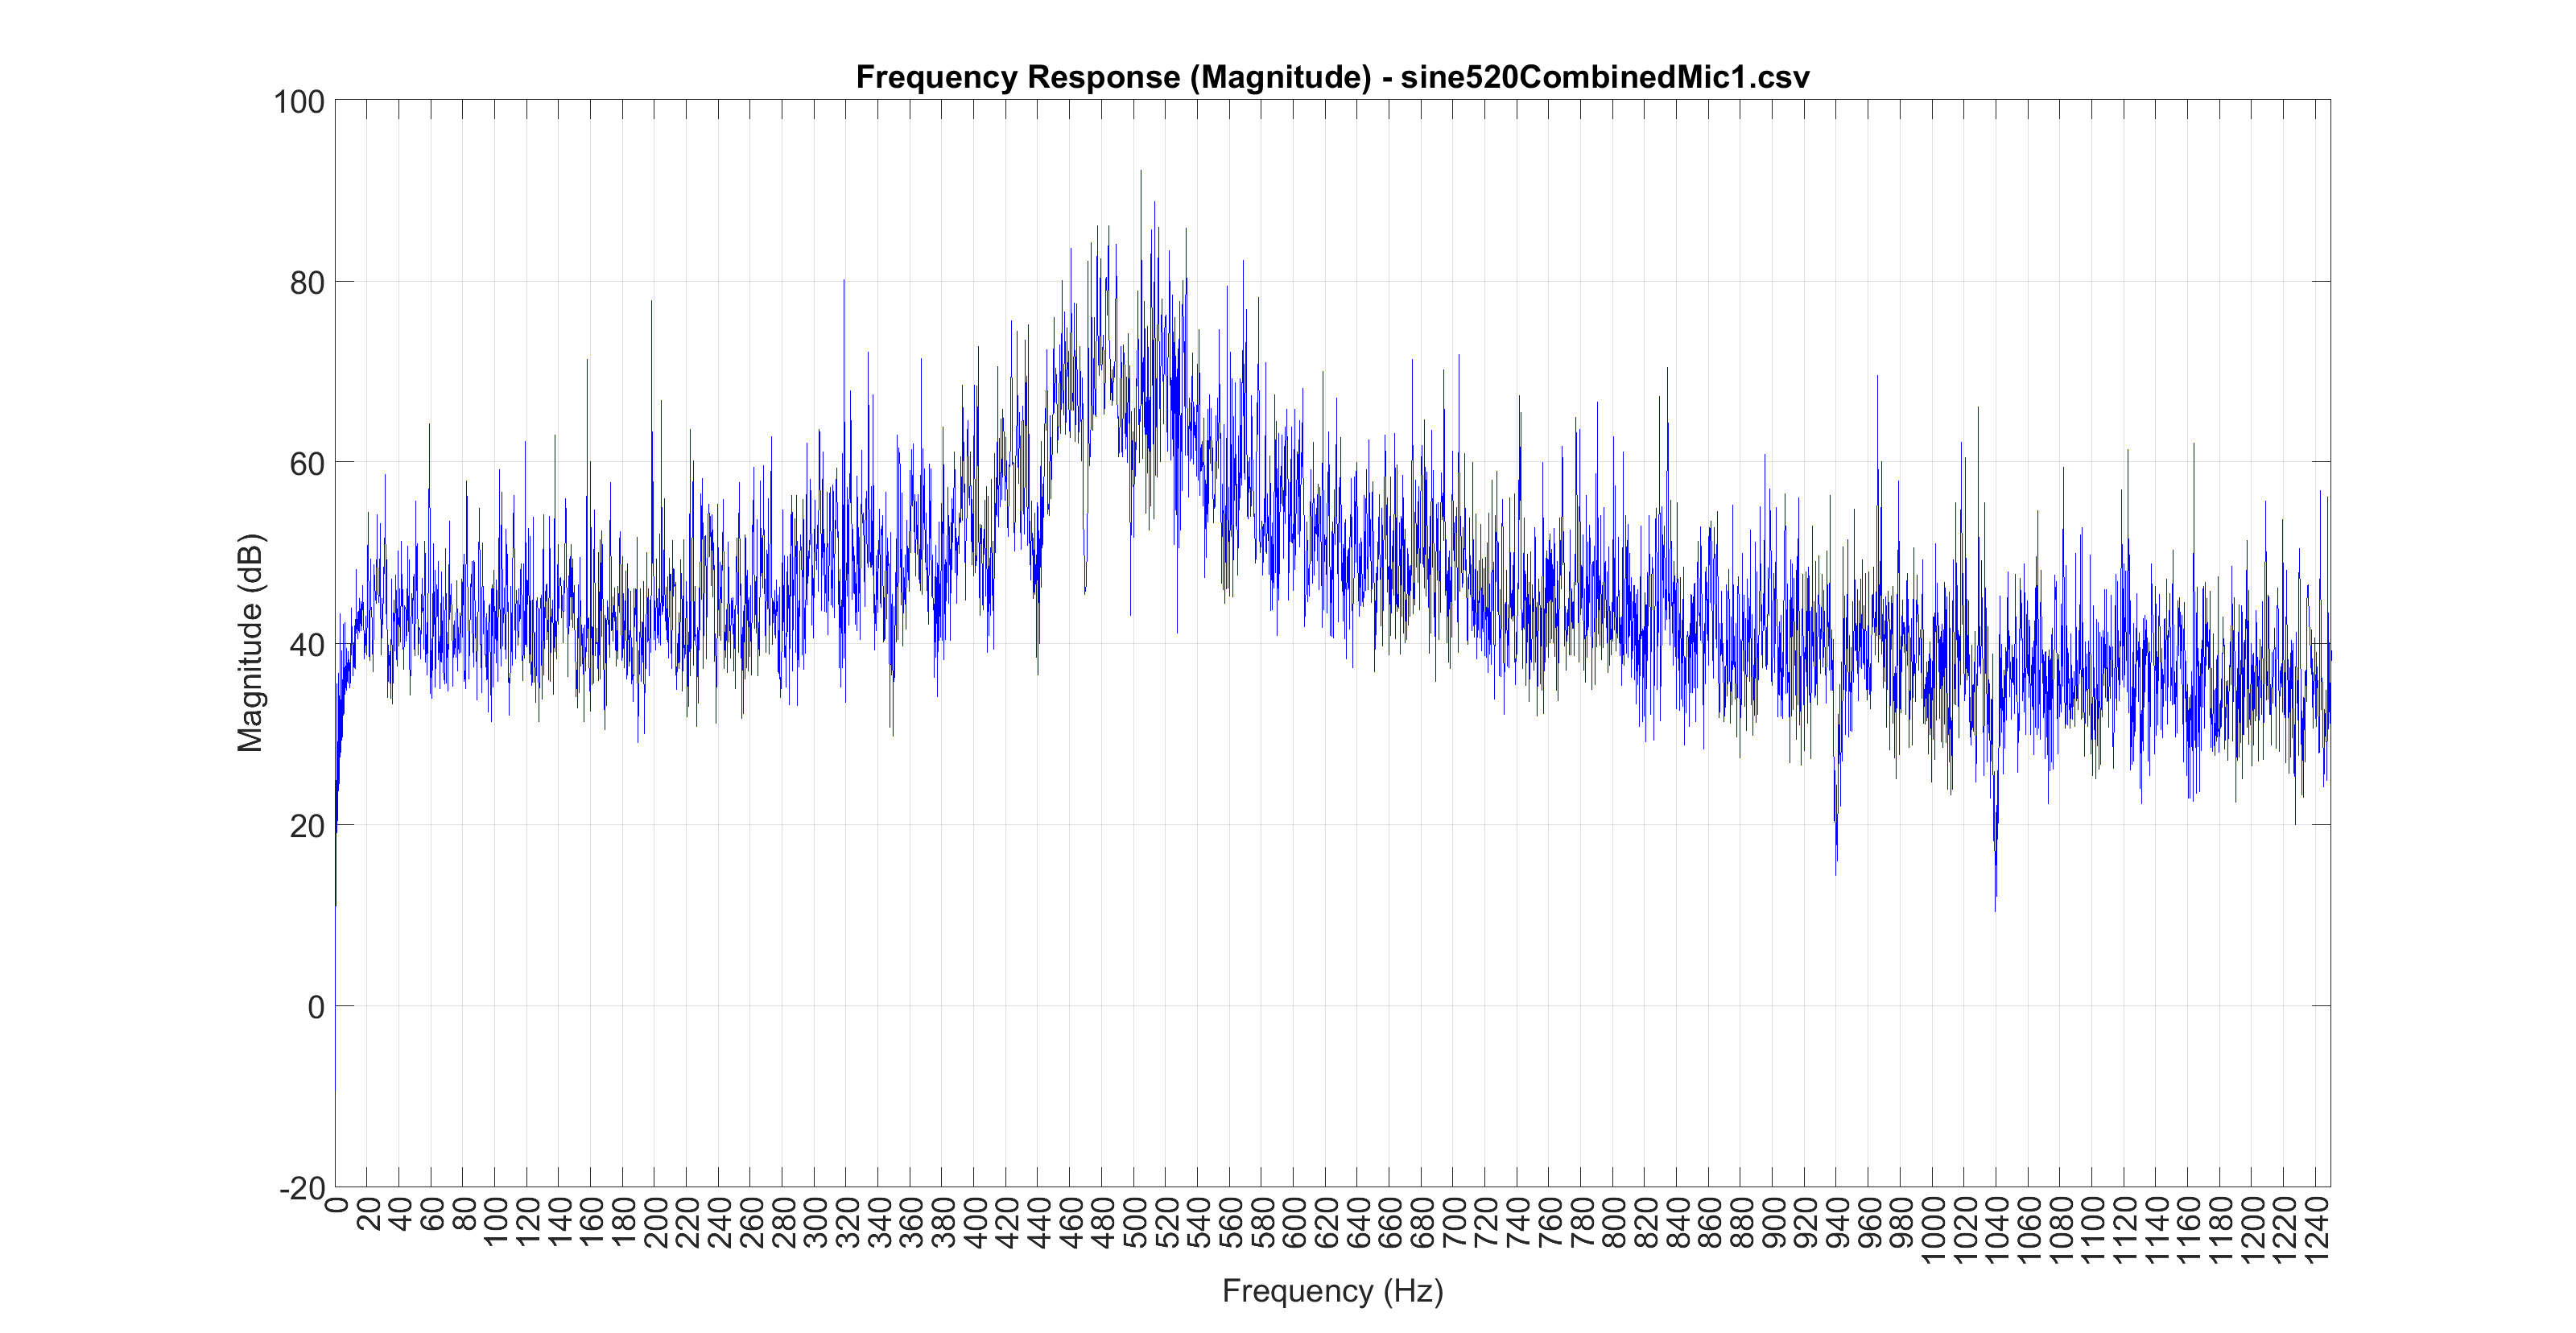 Frequency Response (Magnitude) - sine520CombinedMic1.csv
100
80
60
40
20
0
-20
Magnitude (dB)
0 20 40 60 80 100 120 140 160 180 200 220 240 260 280 300 320 340 360 380 400 420 440 460 480 500 520 540 560 580 600 620 640 660 680 700 720 740 760 780 800 820 840 860 880 900 920 940 960 980 1000 1020 1040 1060 1080 1100 1120 1140 1160 1180 1200 1220 1240
Frequency (Hz)